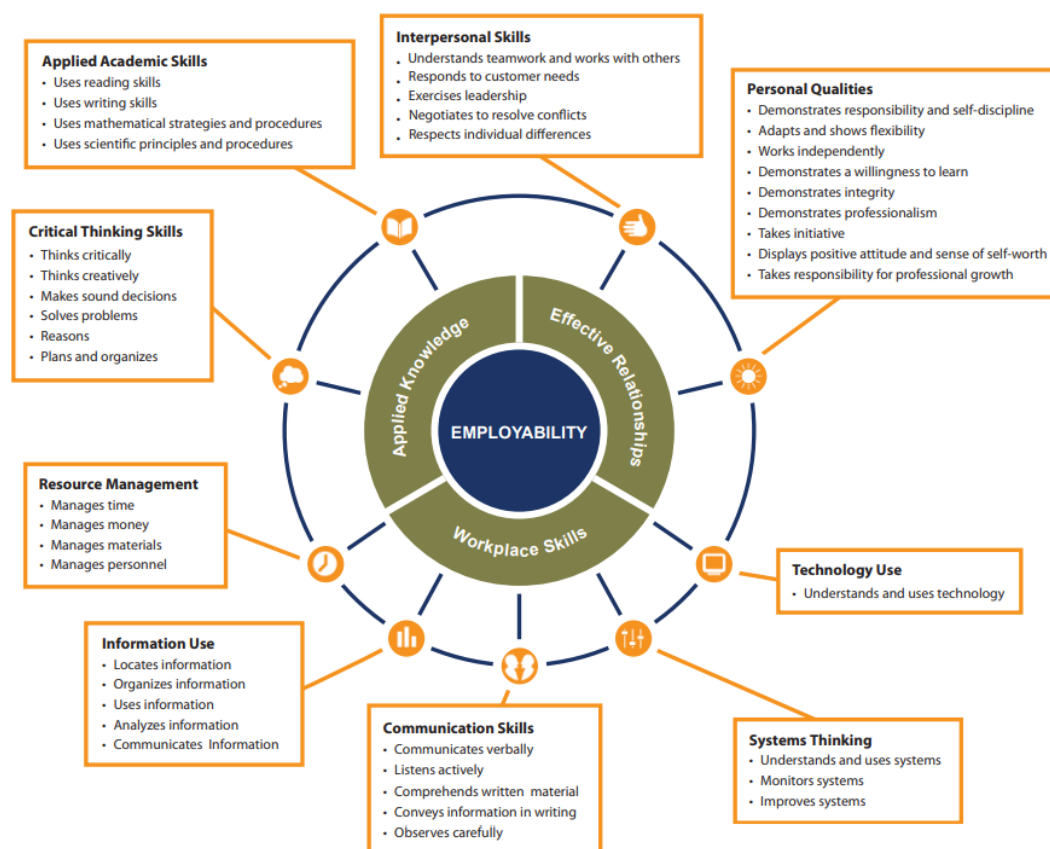 Applied Academic Skills
• Uses reading skills
• Uses writing skills
• Uses mathematical strategies and procedures
• Uses scientific principles and procedures
Interpersonal Skills
• Understands teamwork and works with others
• Responds to customer needs
• Exercises leadership
• Negotiates to resolve conflicts
• Respects individual differences
Personal Qualities
• Demonstrates responsibility and self-discipline
• Adapts and shows flexibility
• Works independently
• Demonstrates a willingness to learn
• Demonstrates integrity
• Demonstrates professionalism
• Takes initiative
• Displays positive attitude and sense of self-worth
• Takes responsibility for professional growth
Critical Thinking Skills
• Thinks critically
• Thinks creatively
• Makes sound decisions
• Solves problems
• Reasons
• Plans and organizes
Applied Knowledge
Effective Relationships
EMPLOYABILITY
Workplace Skills
Resource Management
• Manages time
• Manages money
• Manages materials
• Manages personnel
Technology Use
• Understands and uses technology
Information Use
• Locates information
• Organizes information
• Uses information
• Analyzes information
• Communicates Information
Communication Skills
• Communicates verbally
• Listens actively
• Comprehends written material
• Conveys information in writing
• Observes carefully
Systems Thinking
• Understands and uses systems
• Monitors systems
• Improves systems